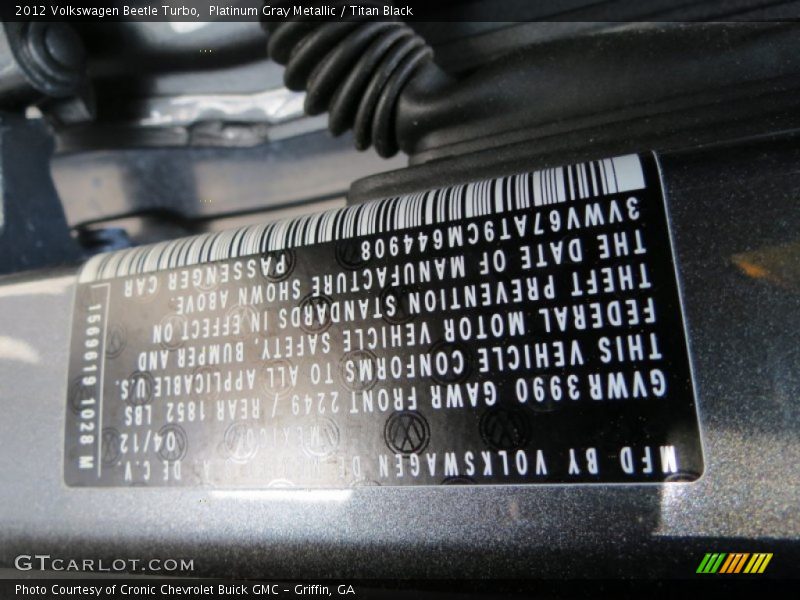 2012 Volkswagen Beetle Turbo, Platinum Gray Metallic / Titan Black
MFD BY VOLKSWAGEN DE MEXICO DE C.V.
04/12
GVWR 3990 GAWR FRONT 2249 / REAR 1852 LBS
THIS VEHICLE CONFORMS TO ALL APPLICABLE U.S.
FEDERAL MOTOR VEHICLE SAFETY, BUMPER AND
THEFT PREVENTION STANDARDS IN EFFECT ON
THE DATE OF MANUFACTURE SHOWN ABOVE.
3VWV67AT9CM644908 PASSENGER CAR
1669619 1028 M
GTCARLOT.COM
Photo Courtesy of Cronic Chevrolet Buick GMC - Griffin, GA